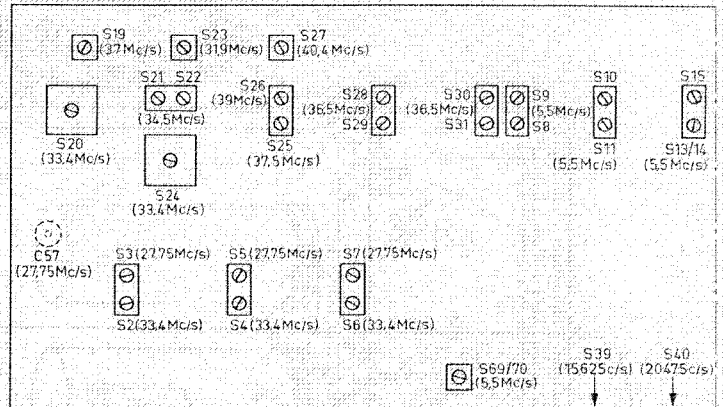 S19
(37Mc/s)
S23
(31,9Mc/s)
S27
(40,4Mc/s)
S21 S22
(34,5Mc/s)
S26
(39Mc/s)
S25
(37,5Mc/s)
S28
(36,5Mc/s)
S29
S30
(36,5Mc/s)
S31
S9
(5,5Mc/s)
S8
S10
S11
(5,5Mc/s)
S15
S13/14
(5,5Mc/s)
S20
(33,4Mc/s)
S24
(33,4Mc/s)
C57
(27,75Mc/s)
S3(27,75Mc/s)
S2(33,4Mc/s)
S5(27,75Mc/s)
S4(33,4Mc/s)
S7(27,75Mc/s)
S6(33,4Mc/s)
S69/70
(5,5Mc/s)
S39
(15625c/s)
S40
(20475c/s)